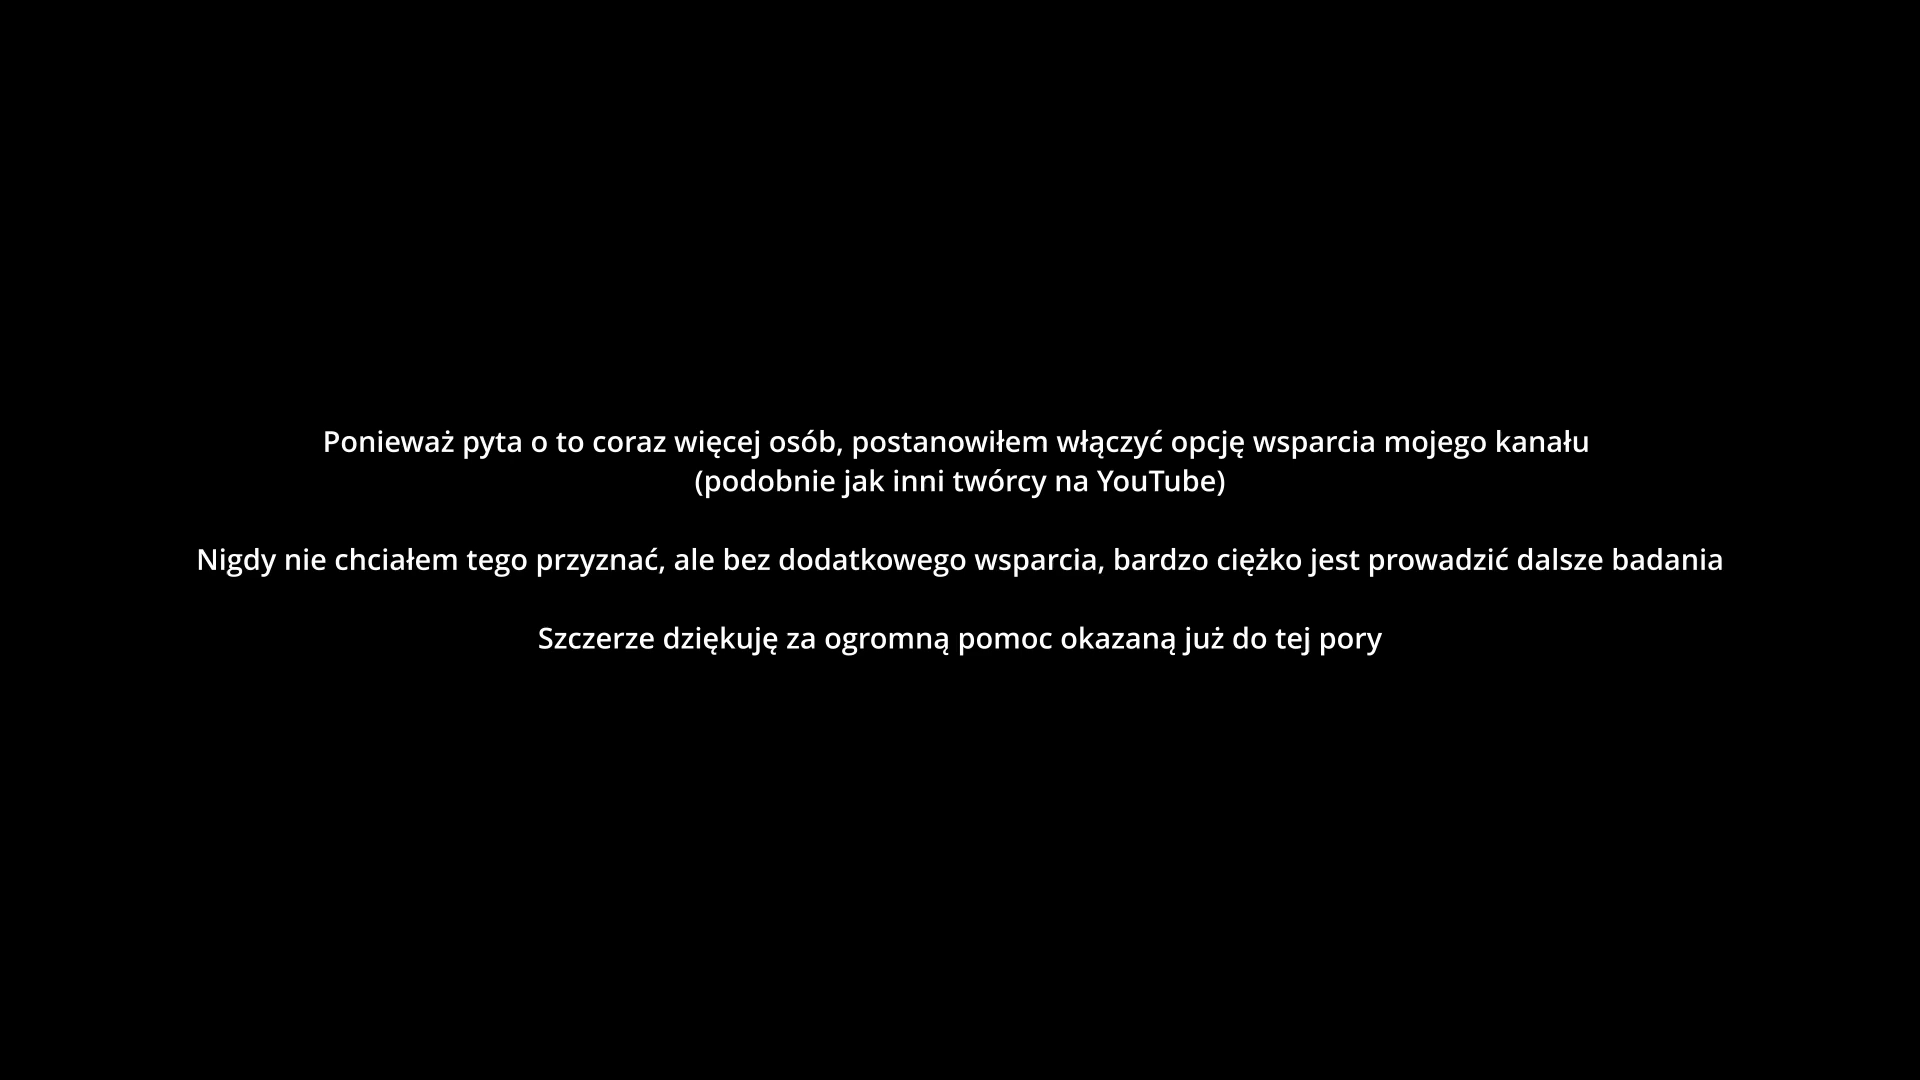 Ponieważ pyta o to coraz więcej osób, postanowiłem włączyć opcję wsparcia mojego kanału
(podobnie jak inni twórcy na YouTube)
Nigdy nie chciałem tego przyznać, ale bez dodatkowego wsparcia, bardzo ciężko jest prowadzić dalsze badania
Szczerze dziękuję za ogromną pomoc okazaną już do tej pory